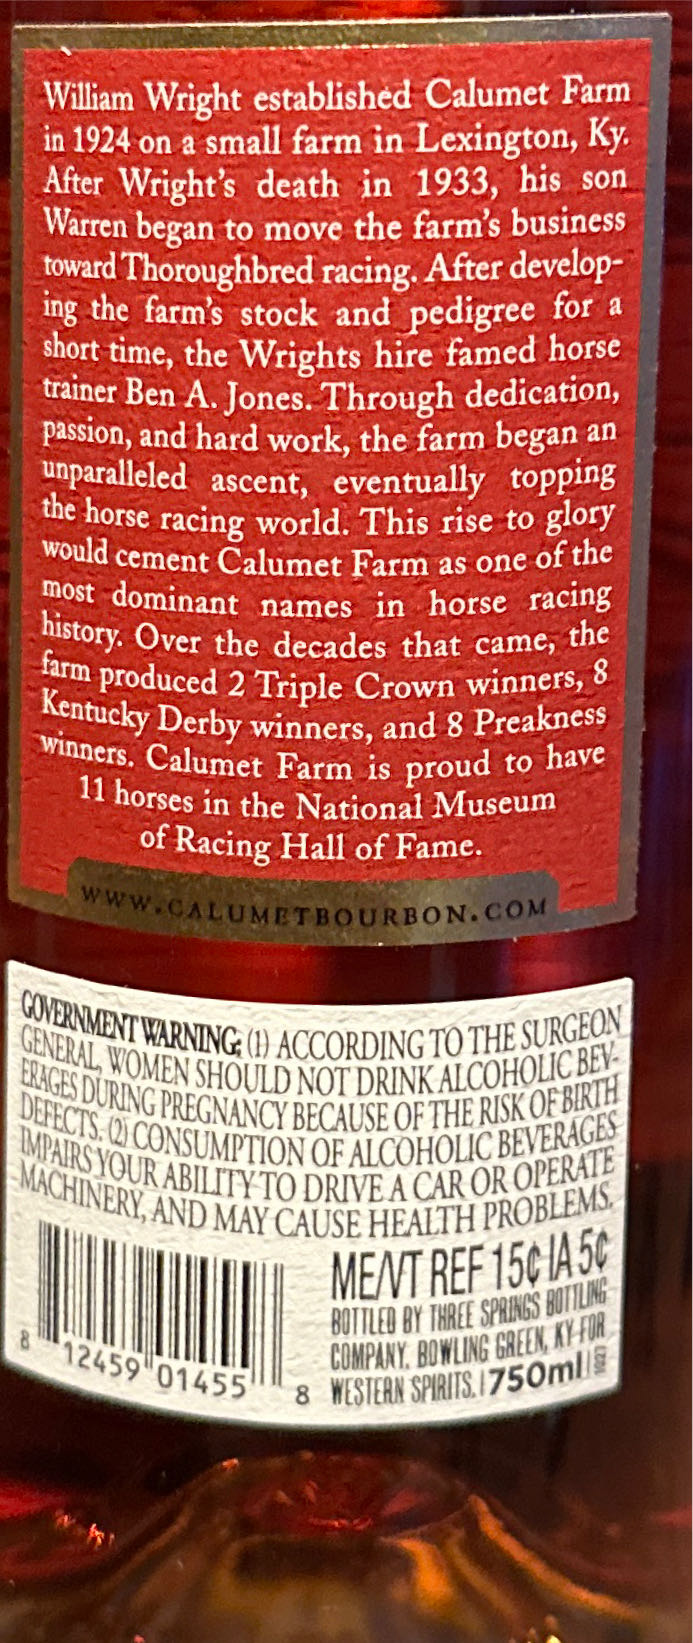 William Wright established Calumet Farm
in 1924 on a small farm in Lexington, Ky.
After Wright's death in 1933, his son
Warren began to move the farm's business
toward Thoroughbred racing. After develop-
ing the farm's stock and pedigree for a
short time, the Wrights hire famed horse
trainer Ben A. Jones. Through dedication,
passion, and hard work, the farm began an
unparalleled ascent, eventually topping
the horse racing world. This rise to glory
would cement Calumet Farm as one of the
most dominant names in horse racing
history. Over the decades that came, the
farm produced 2 Triple Crown winners, 8
Kentucky Derby winners, and 8 Preakness
winners. Calumet Farm is proud to have
11 horses in the National Museum
of Racing Hall of Fame.
WWW.CALUMETBOURBON.COM
GOVERNMENT WARNING: (1) ACCORDING TO THE SURGEON
GENERAL, WOMEN SHOULD NOT DRINK ALCOHOLIC BEV-
ERAGES DURING PREGNANCY BECAUSE OF THE RISK OF BIRTH
DEFECTS. (2) CONSUMPTION OF ALCOHOLIC BEVERAGES
IMPAIRS YOUR ABILITY TO DRIVE A CAR OR OPERATE
MACHINERY, AND MAY CAUSE HEALTH PROBLEMS.
ME/VT REF 15¢ IA 5¢
BOTTLED BY THREE SPRINGS BOTTLING
COMPANY, BOWLING GREEN, KY FOR
WESTERN SPIRITS. | 750ml
8 12459 01455 8